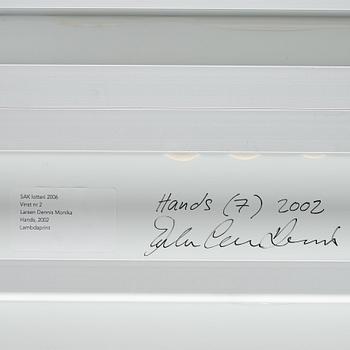 SAK lotteri 2006
Vinst nr 2
Larsen Dennis Monika
Hands, 2002
Lambdaprint
Hands (7) 2002